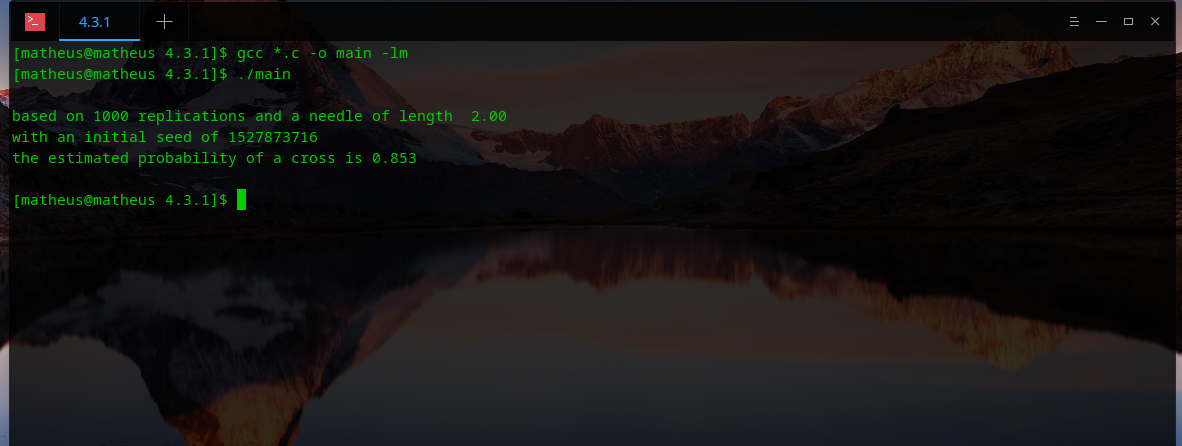 4.3.1
[matheus@matheus 4.3.1]$ gcc *.c -o main -lm
[matheus@matheus 4.3.1]$ ./main
based on 1000 replications and a needle of length  2.00
with an initial seed of 1527873716
the estimated probability of a cross is 0.853
[matheus@matheus 4.3.1]$